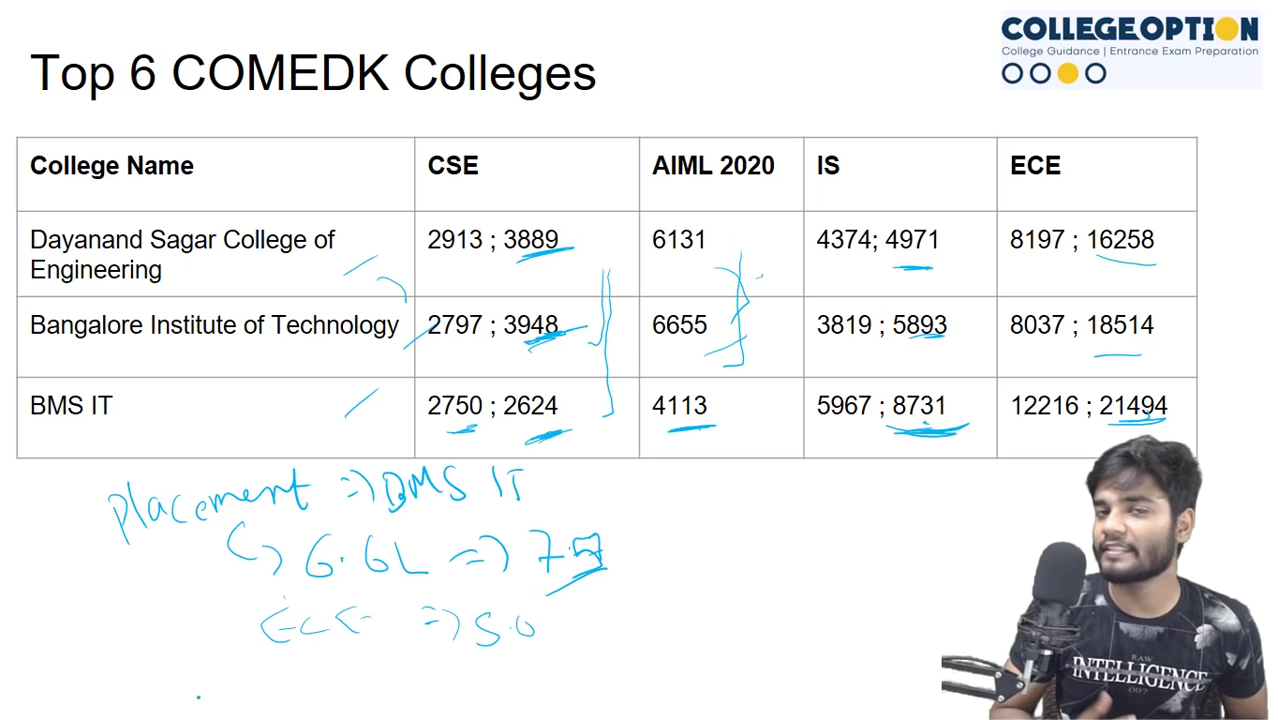 COLLEGEOPTION
College Guidance | Entrance Exam Preparation
Top 6 COMEDK Colleges
College Name CSE AIML 2020 IS ECE
Dayanand Sagar College of Engineering 2913 ; 3889 6131 4374; 4971 8197 ; 16258
Bangalore Institute of Technology 2797 ; 3948 6655 3819 ; 5893 8037 ; 18514
BMS IT 2750 ; 2624 4113 5967 ; 8731 12216 ; 21494
placement => BMS IT
6.6L => 7.5
=> 5.0
RAW
INTELLIGENCE
007